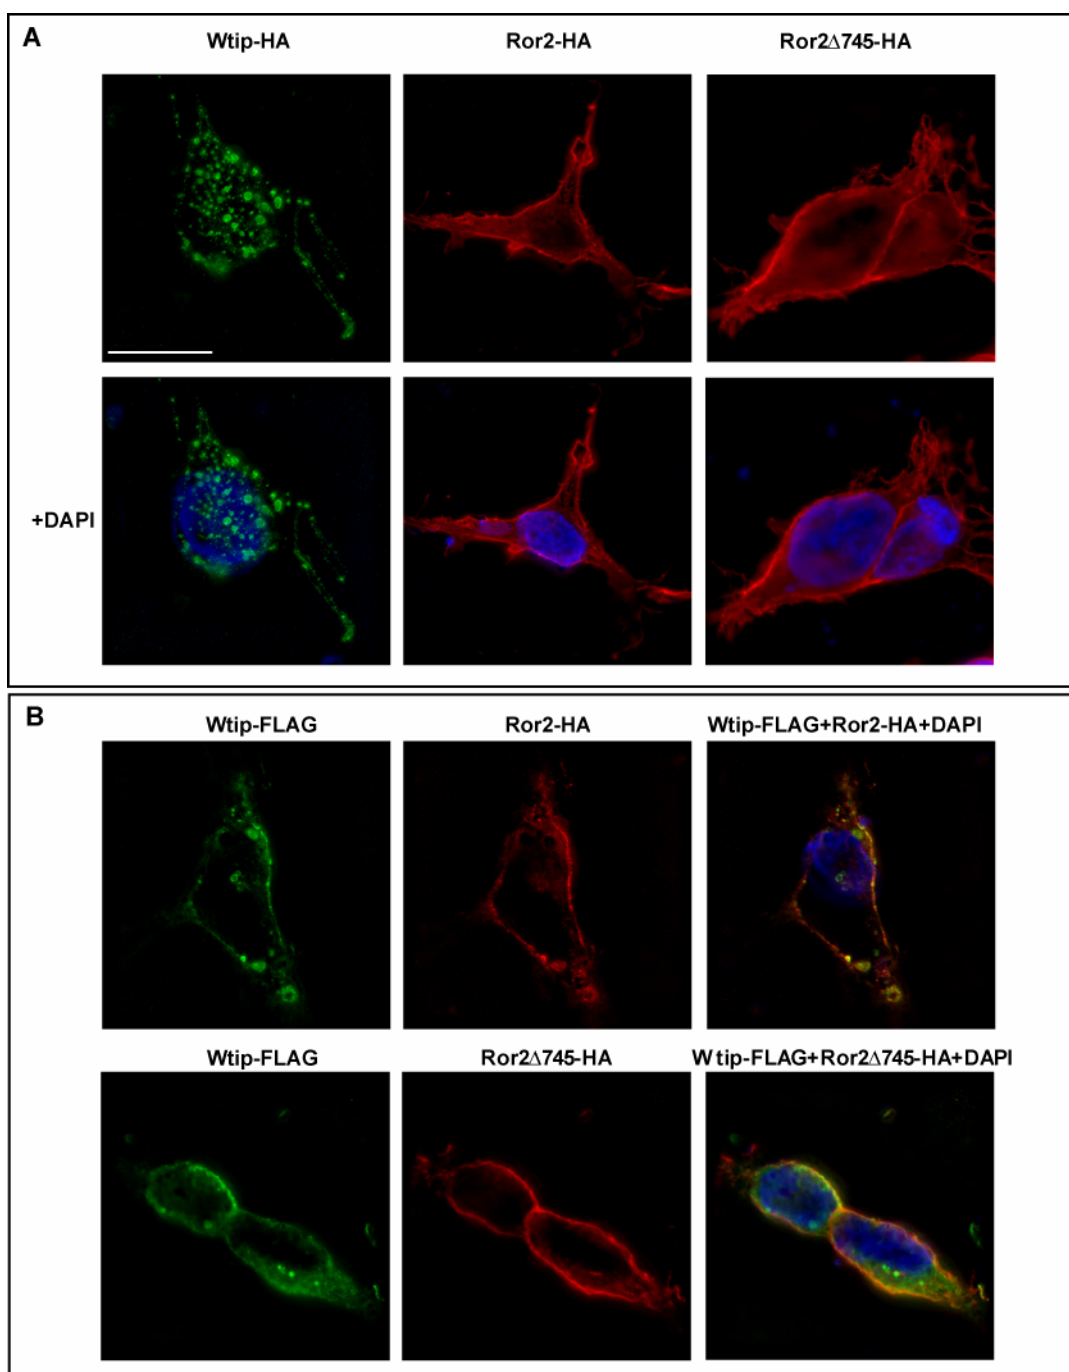 A
Wtip-HA Ror2-HA Ror2Δ745-HA
+DAPI
B
Wtip-FLAG Ror2-HA Wtip-FLAG+Ror2-HA+DAPI
Wtip-FLAG Ror2Δ745-HA Wtip-FLAG+Ror2Δ745-HA+DAPI